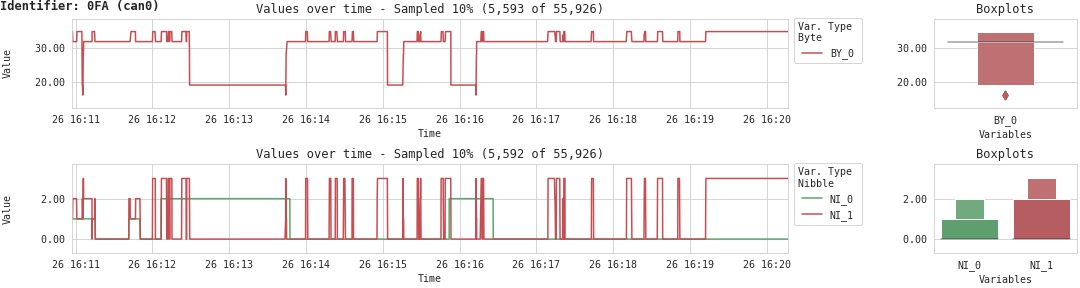 Identifier: 0FA (can0)
Values over time - Sampled 10% (5,593 of 55,926)
Value
30.00
20.00
26 16:11 26 16:12 26 16:13 26 16:14 26 16:15 26 16:16 26 16:17 26 16:18 26 16:19 26 16:20
Time
Var. Type
Byte
BY_0
Boxplots
30.00
20.00
BY_0
Variables
Values over time - Sampled 10% (5,592 of 55,926)
Value
2.00
0.00
26 16:11 26 16:12 26 16:13 26 16:14 26 16:15 26 16:16 26 16:17 26 16:18 26 16:19 26 16:20
Time
Var. Type
Nibble
NI_0
NI_1
Boxplots
2.00
0.00
NI_0 NI_1
Variables